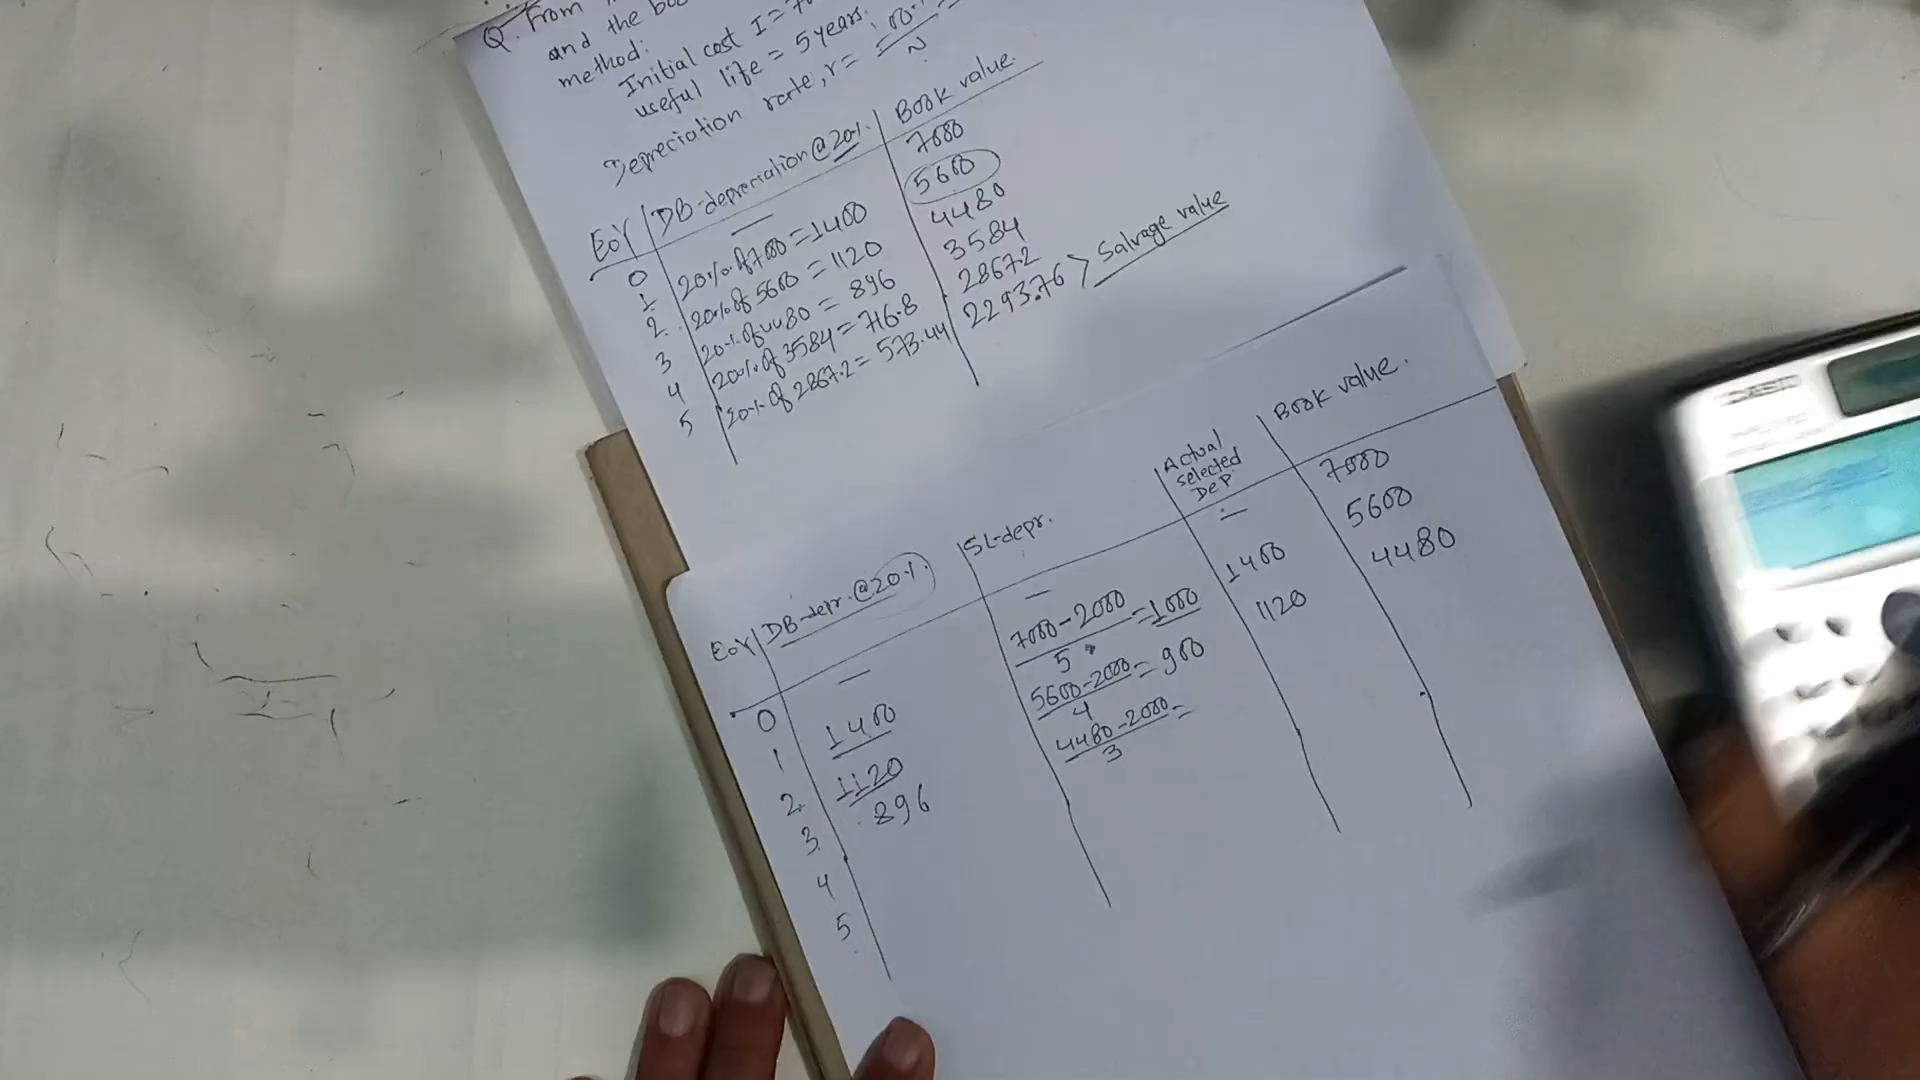 Q. From
and the
method:
Initial cost I =
useful life = 5 years.
Depreciation rate, r = 100% / N
EOY | DB-depreciation @ 20% | Book value.
0 — 7000
1. 20% of 7000 = 1400 5600
2. 20% of 5600 = 1120 4480
3 20% of 4480 = 896 3584
4 20% of 3584 = 716.8 2867.2
5 20% of 2867.2 = 573.44 2293.76 > Salvage value
EOY | DB-depr. @ 20% | SL-depr. | Actual selected Dep | Book value.
0 — — — 7000
1 1400 7000-2000 / 5 = 1000 1400 5600
2. 1120 5600-2000 / 4 = 900 1120 4480
3. 896 4480-2000 / 3 =
4
5
CASIO